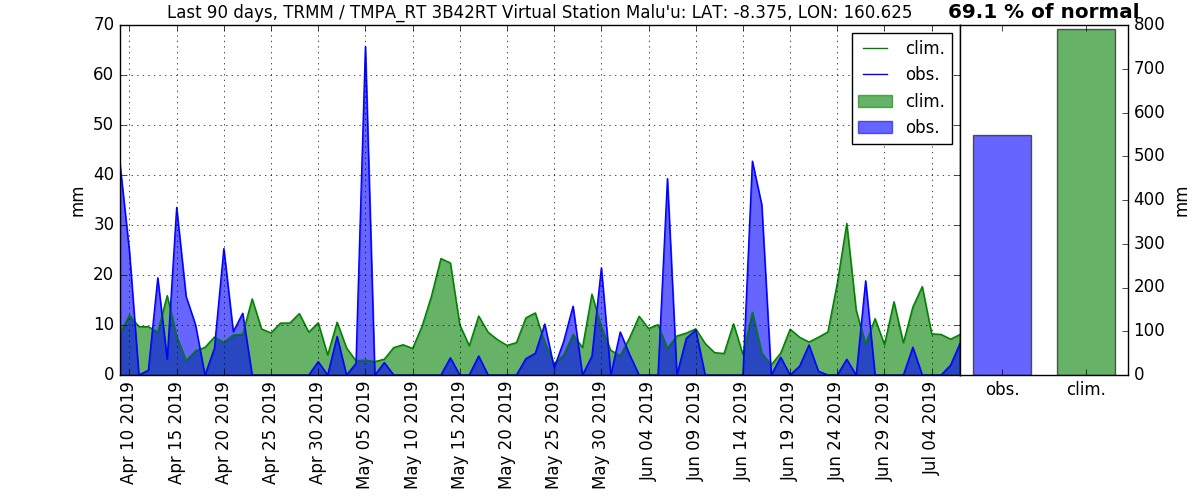 Last 90 days, TRMM / TMPA_RT 3B42RT Virtual Station Malu'u: LAT: -8.375, LON: 160.625
69.1 % of normal
70
60
50
40
30
20
10
0
mm
clim.
obs.
clim.
obs.
800
700
600
500
400
300
200
100
0
mm
obs.
clim.
Apr 10 2019
Apr 15 2019
Apr 20 2019
Apr 25 2019
Apr 30 2019
May 05 2019
May 10 2019
May 15 2019
May 20 2019
May 25 2019
May 30 2019
Jun 04 2019
Jun 09 2019
Jun 14 2019
Jun 19 2019
Jun 24 2019
Jun 29 2019
Jul 04 2019